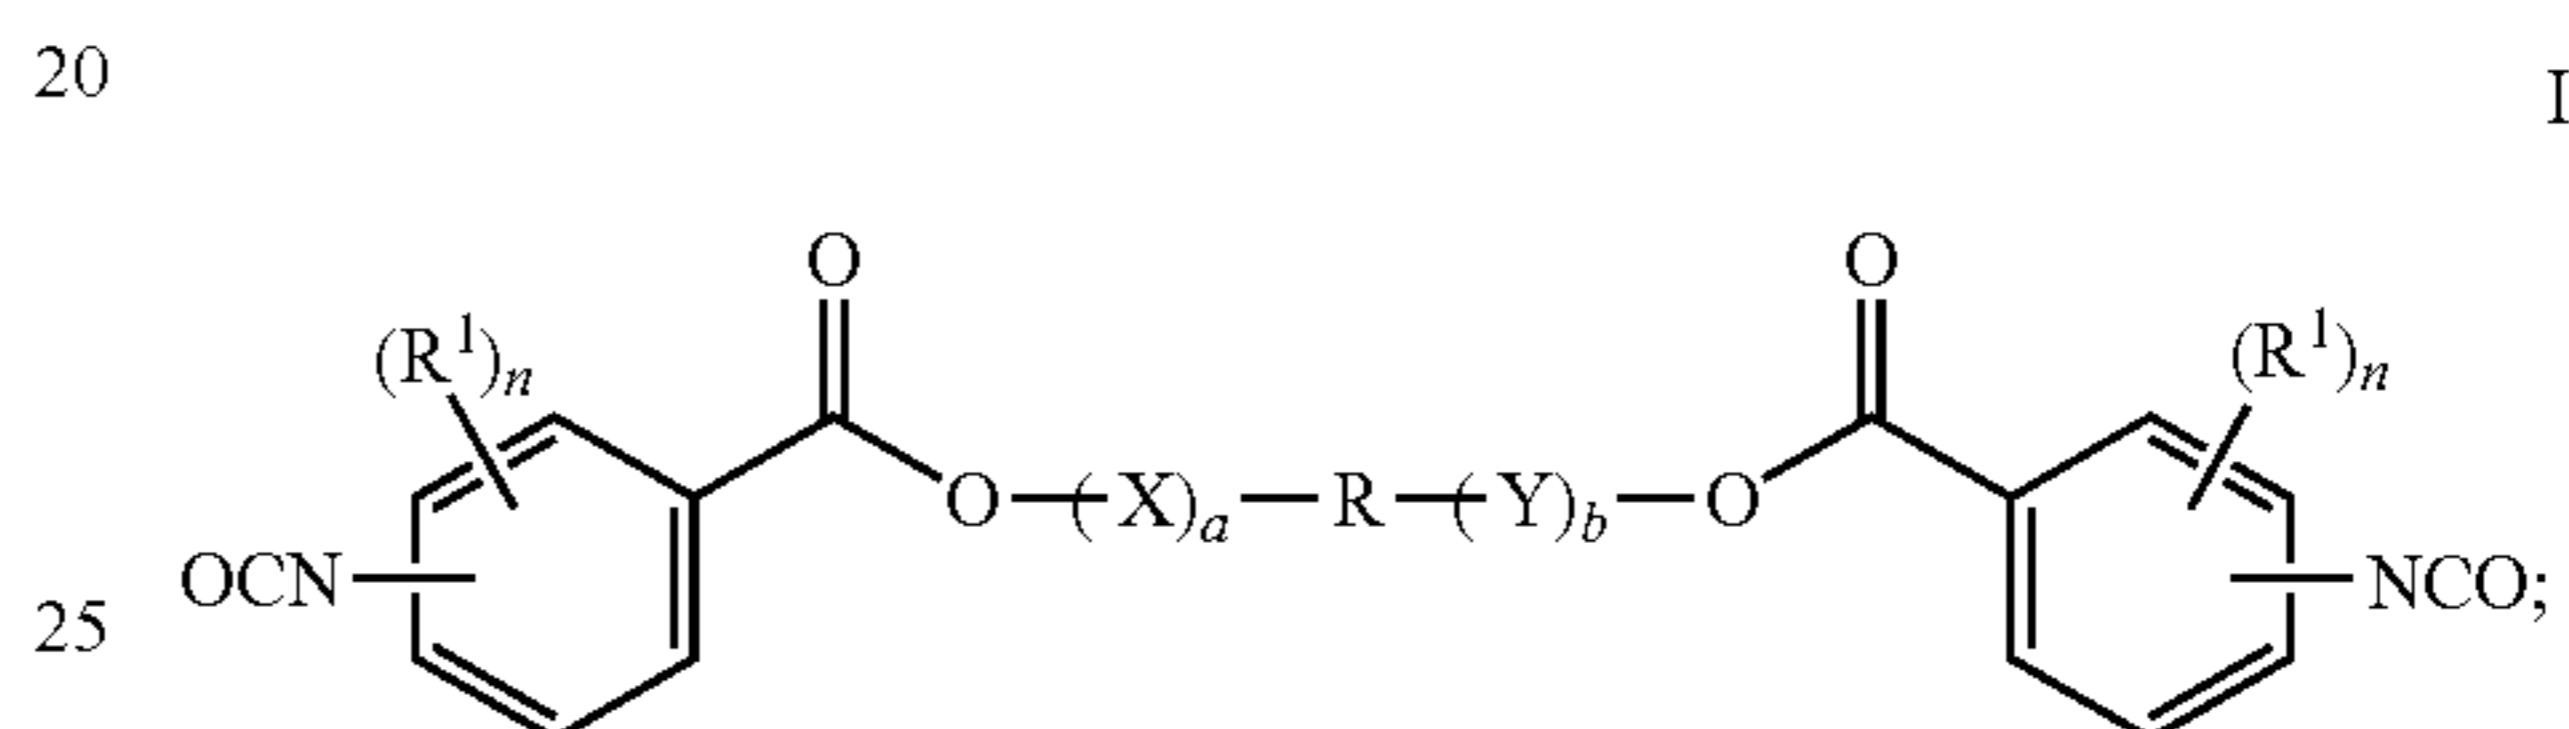 20
I
O O
(R¹)n (R¹)n
O—(X)a—R—(Y)b—O
OCN NCO;
25